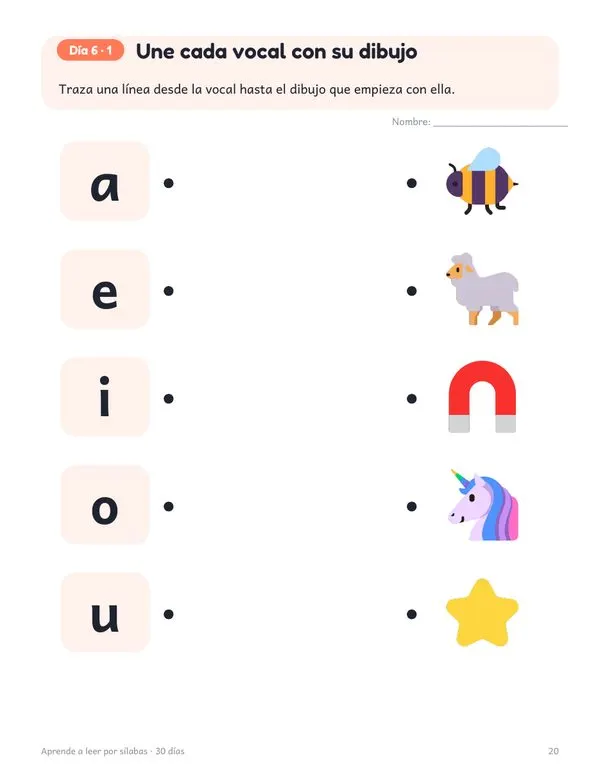 Día 6 · 1
Une cada vocal con su dibujo
Traza una línea desde la vocal hasta el dibujo que empieza con ella.
Nombre: ____________________________
a
e
i
o
u
Aprende a leer por sílabas · 30 días
20